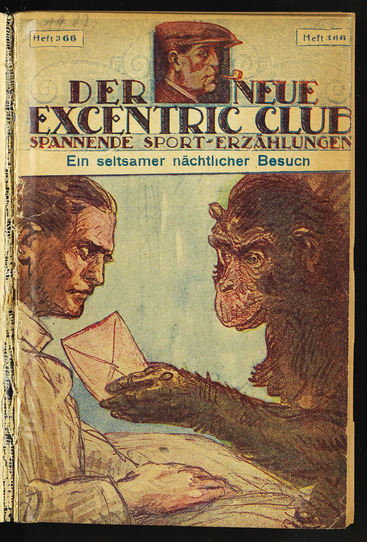 Heft 366
Heft 366
DER NEUE
EXCENTRIC CLUB
SPANNENDE SPORT-ERZÄHLUNGEN
Ein seltsamer nächtlicher Besuch